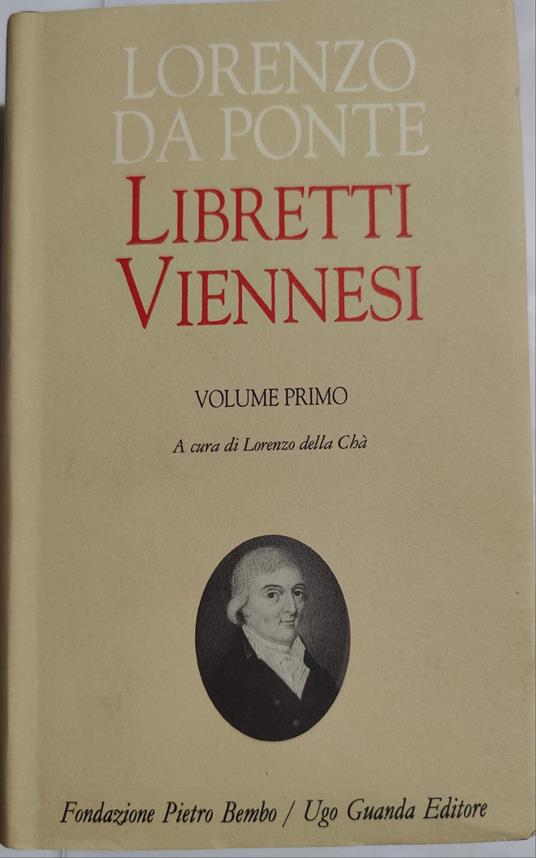 LORENZO
DA PONTE
LIBRETTI
VIENNESI
VOLUME PRIMO
A cura di Lorenzo della Chà
Fondazione Pietro Bembo / Ugo Guanda Editore